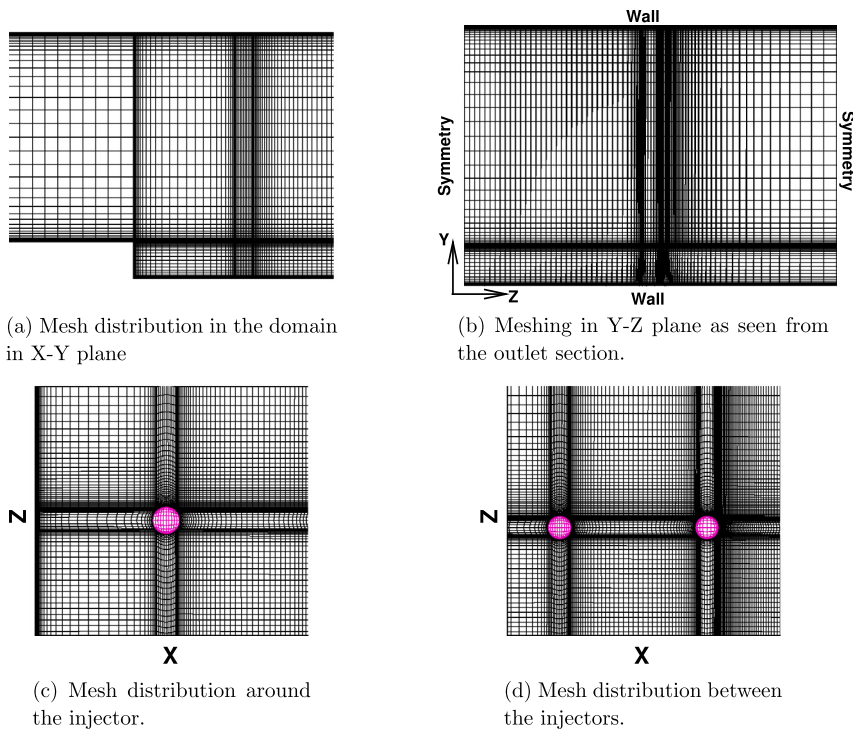 Wall
Symmetry
Symmetry
Y
Z
Wall
(a) Mesh distribution in the domain
in X-Y plane
(b) Meshing in Y-Z plane as seen from
the outlet section.
Z
X
Z
X
(c) Mesh distribution around
the injector.
(d) Mesh distribution between
the injectors.